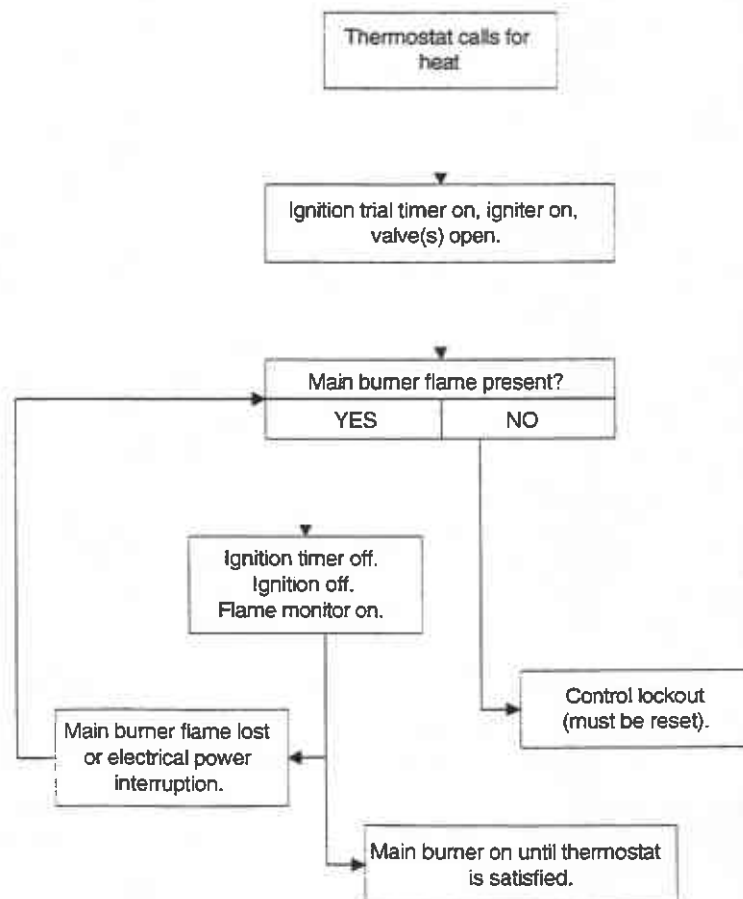 Thermostat calls for
heat
Ignition trial timer on, igniter on,
valve(s) open.
Main burner flame present?
YES
NO
Ignition timer off.
Ignition off.
Flame monitor on.
Control lockout
(must be reset).
Main burner flame lost
or electrical power
interruption.
Main burner on until thermostat
is satisfied.